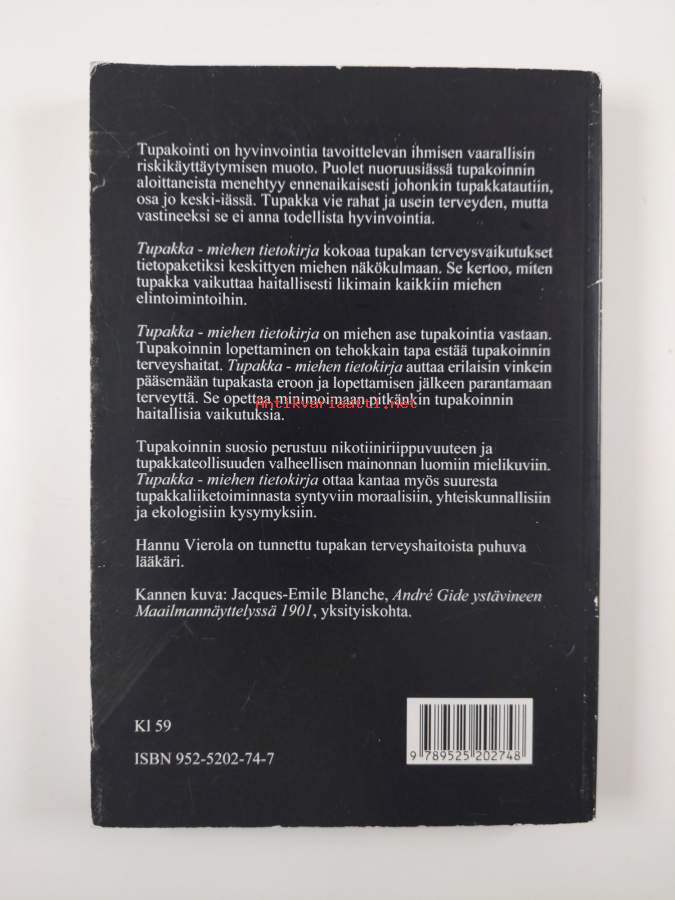 Tupakointi on hyvinvointia tavoittelevan ihmisen vaarallisin
riskikäyttäytymisen muoto. Puolet nuoruusiässä tupakoinnin
aloittaneista menehtyy ennenaikaisesti johonkin tupakkatautiin,
osa jo keski-iässä. Tupakka vie rahat ja usein terveyden, mutta
vastineeksi se ei anna todellista hyvinvointia.
Tupakka - miehen tietokirja kokoaa tupakan terveysvaikutukset
tietopaketiksi keskittyen miehen näkökulmaan. Se kertoo, miten
tupakka vaikuttaa haitallisesti likimain kaikkiin miehen
elintoimintoihin.
Tupakka - miehen tietokirja on miehen ase tupakointia vastaan.
Tupakoinnin lopettaminen on tehokkain tapa estää tupakoinnin
terveyshaitat. Tupakka - miehen tietokirja auttaa erilaisin vinkein
pääsemään tupakasta eroon ja lopettamisen jälkeen parantamaan
terveyttä. Se opettaa minimoimaan pitkänkin tupakoinnin
Antikvariaatti.net
haitallisia vaikutuksia.
Tupakoinnin suosio perustuu nikotiiniriippuvuuteen ja
tupakkateollisuuden valheellisen mainonnan luomiin mielikuviin.
Tupakka - miehen tietokirja ottaa kantaa myös suuresta
tupakkaliiketoiminnasta syntyviin moraalisiin, yhteiskunnallisiin
ja ekologisiin kysymyksiin.
Hannu Vierola on tunnettu tupakan terveyshaitoista puhuva
lääkäri.
Kannen kuva: Jacques-Emile Blanche, André Gide ystävineen
Maailmannäyttelyssä 1901, yksityiskohta.
Kl 59
ISBN 952-5202-74-7
9 789525 202748